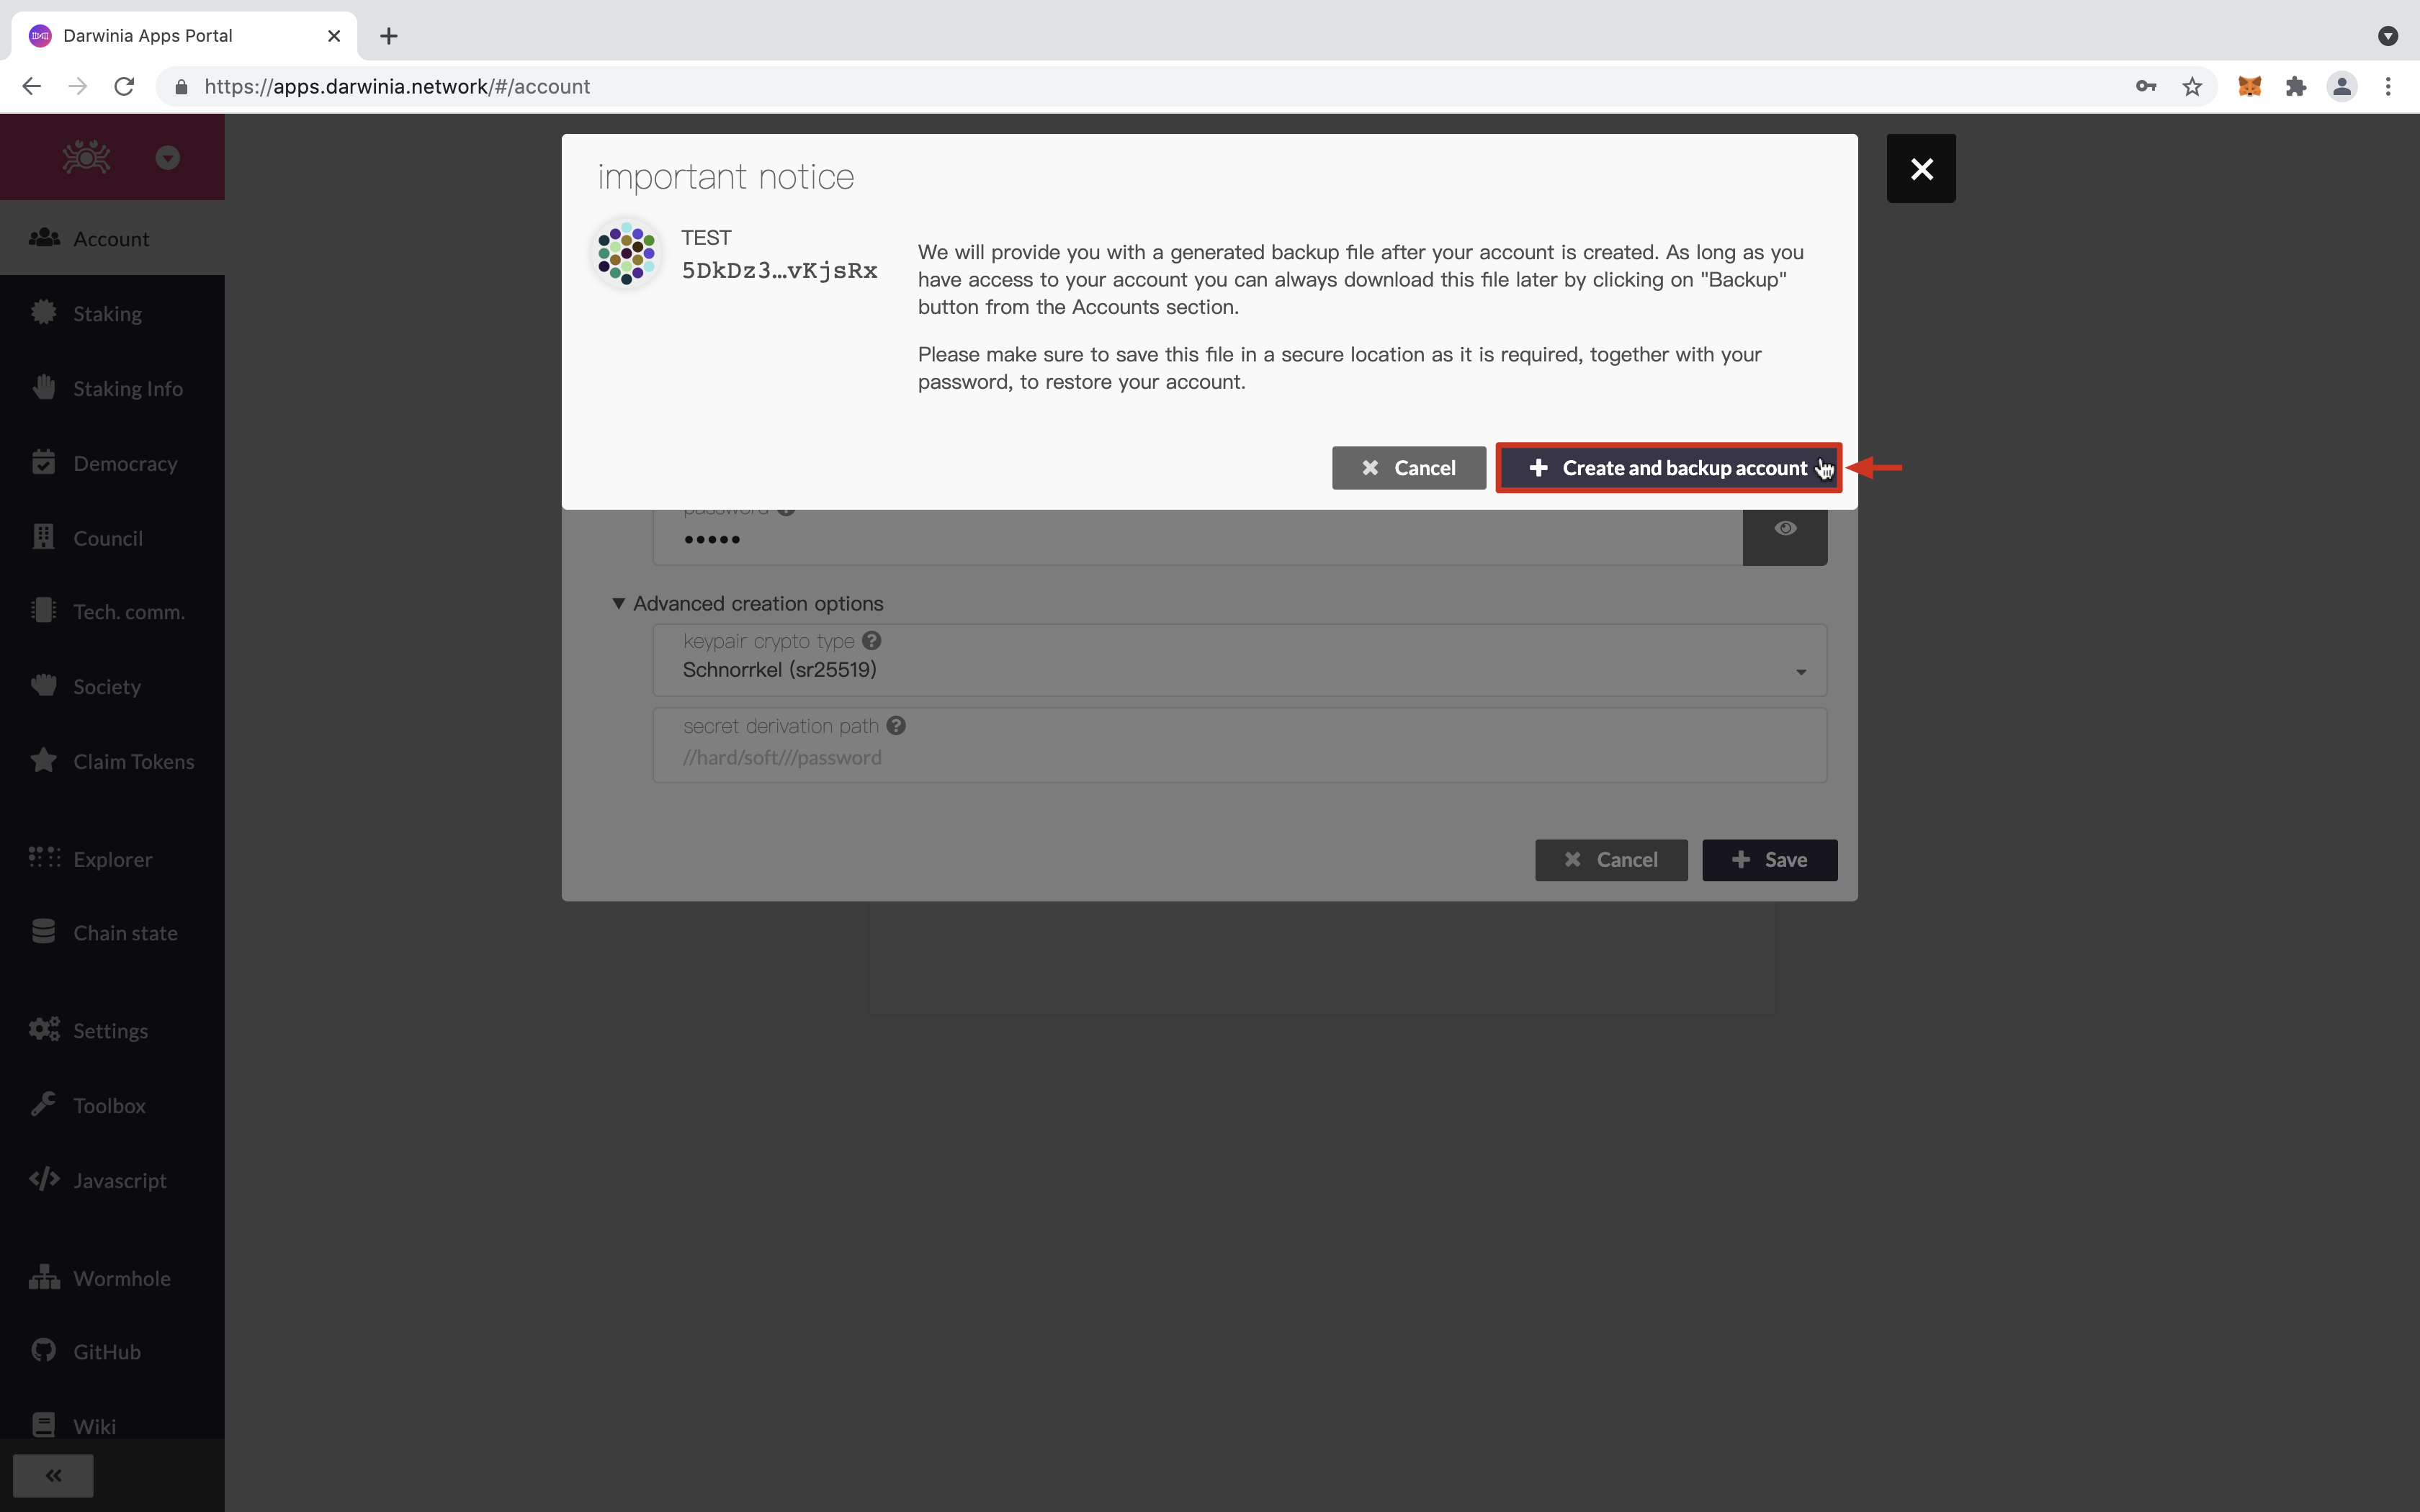 Darwinia Apps Portal
https://apps.darwinia.network/#/account
Account
Staking
Staking Info
Democracy
Council
Tech. comm.
Society
Claim Tokens
Explorer
Chain state
Settings
Toolbox
Javascript
Wormhole
GitHub
Wiki
important notice
TEST
5DkDz3…vKjsRx
We will provide you with a generated backup file after your account is created. As long as you
have access to your account you can always download this file later by clicking on "Backup"
button from the Accounts section.
Please make sure to save this file in a secure location as it is required, together with your
password, to restore your account.
Cancel
Create and backup account
password
Advanced creation options
keypair crypto type
Schnorrkel (sr25519)
secret derivation path
//hard/soft///password
Cancel
Save